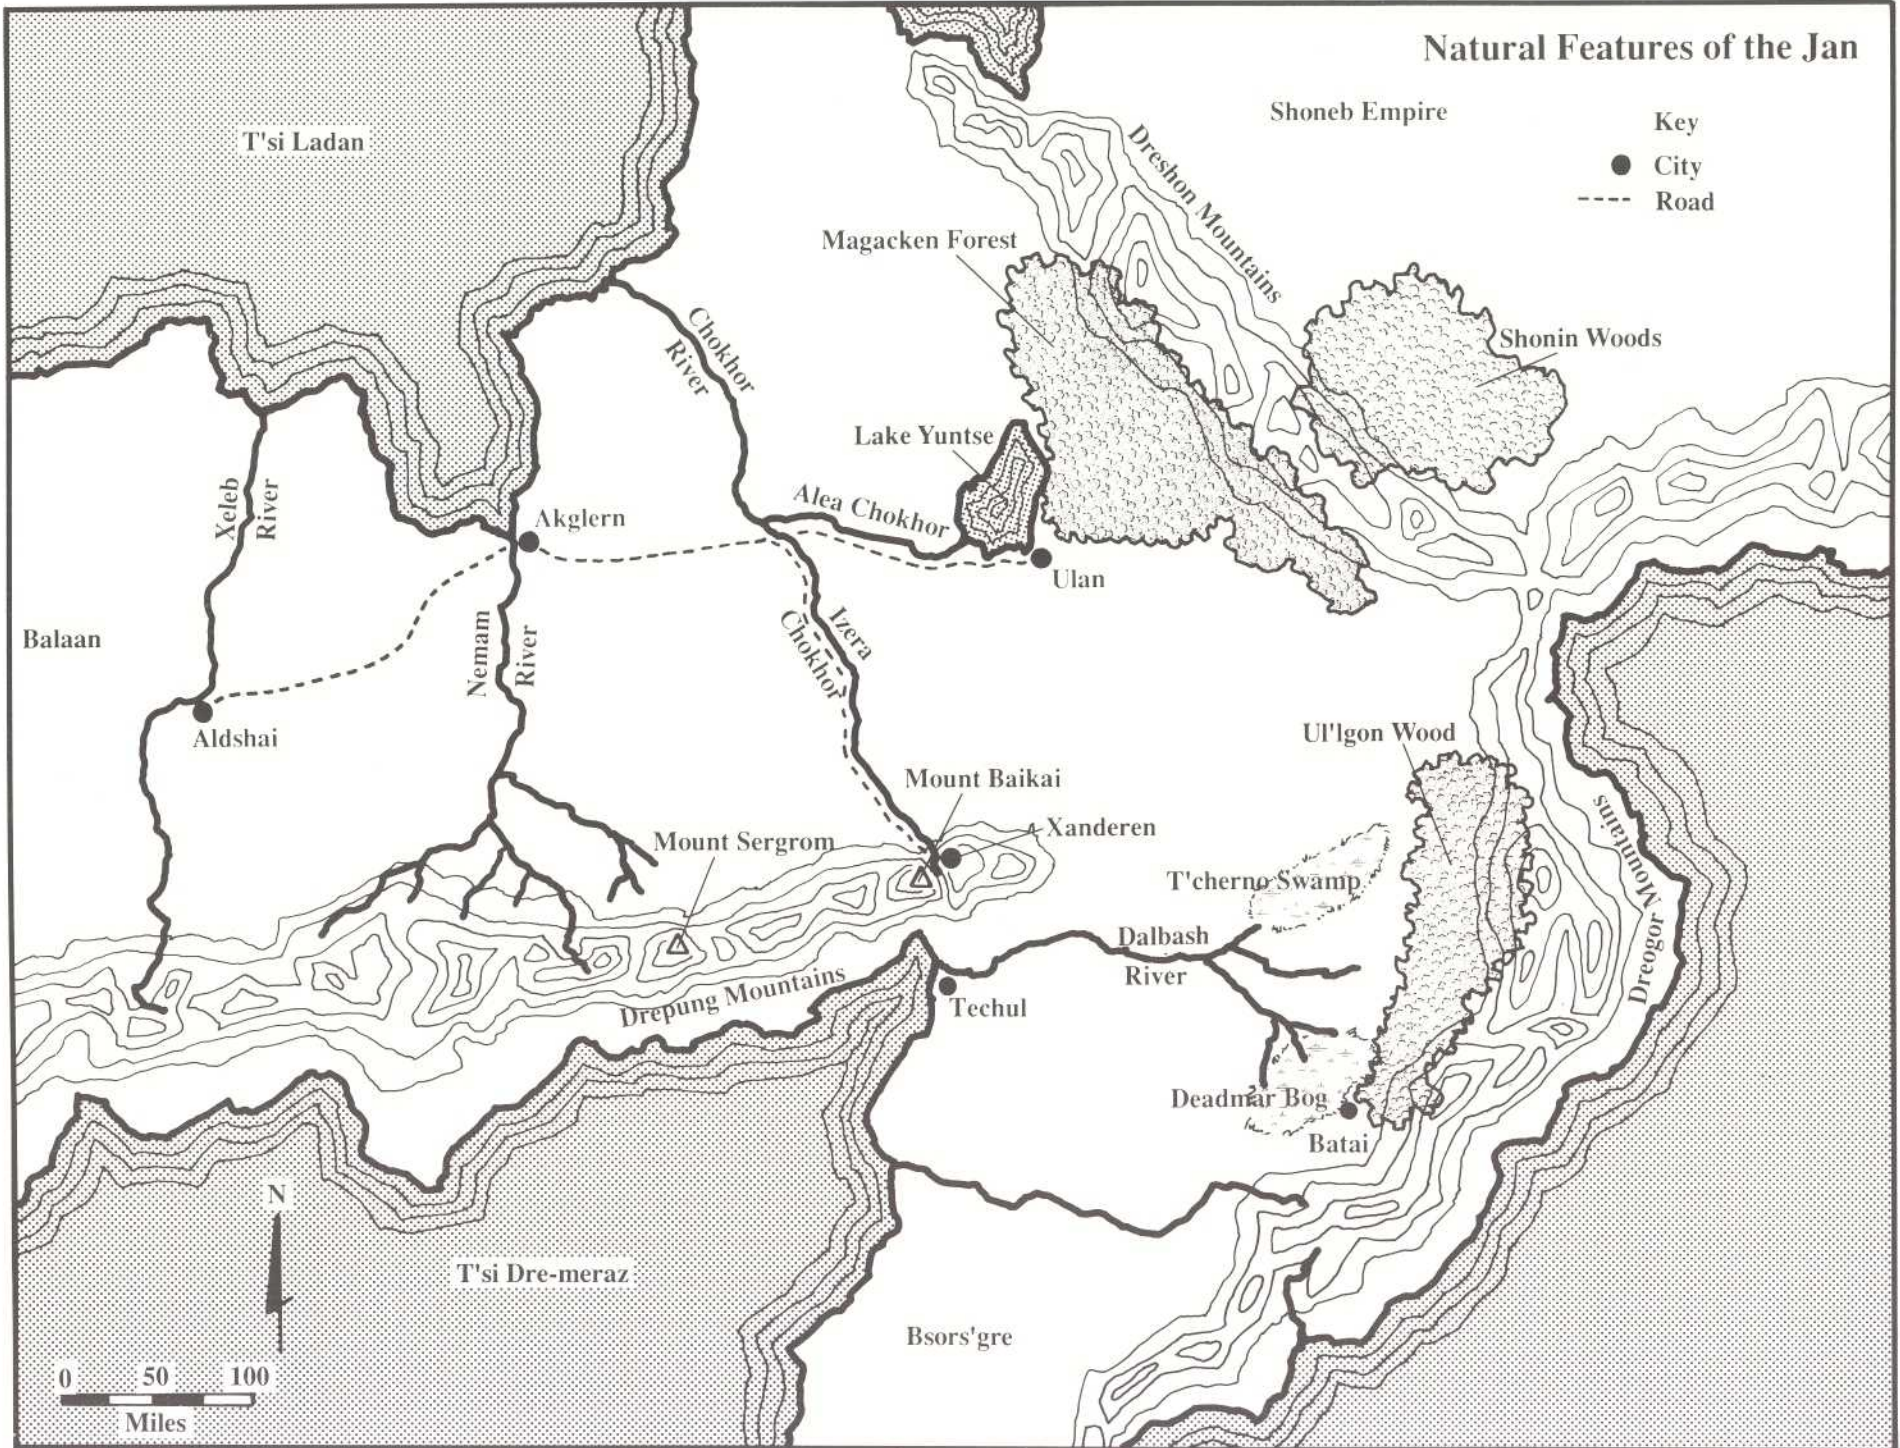 Natural Features of the Jan
Shoneb Empire
Key
City
Road
T'si Ladan
Dreshon Mountains
Magacken Forest
Shonin Woods
Chokhor
River
Lake Yuntse
Alea Chokhor
Xeleb
River
Akglern
Ulan
Balaan
Nemam
River
Izera
Chokhor
Aldshai
Ul'lgon Wood
Mount Baikai
Xanderen
Mount Sergrom
T'cherno Swamp
Dreogor Mountains
Dalbash
River
Drepung Mountains
Techul
Deadmar Bog
Batai
N
T'si Dre-meraz
Bsors'gre
0 50 100
Miles